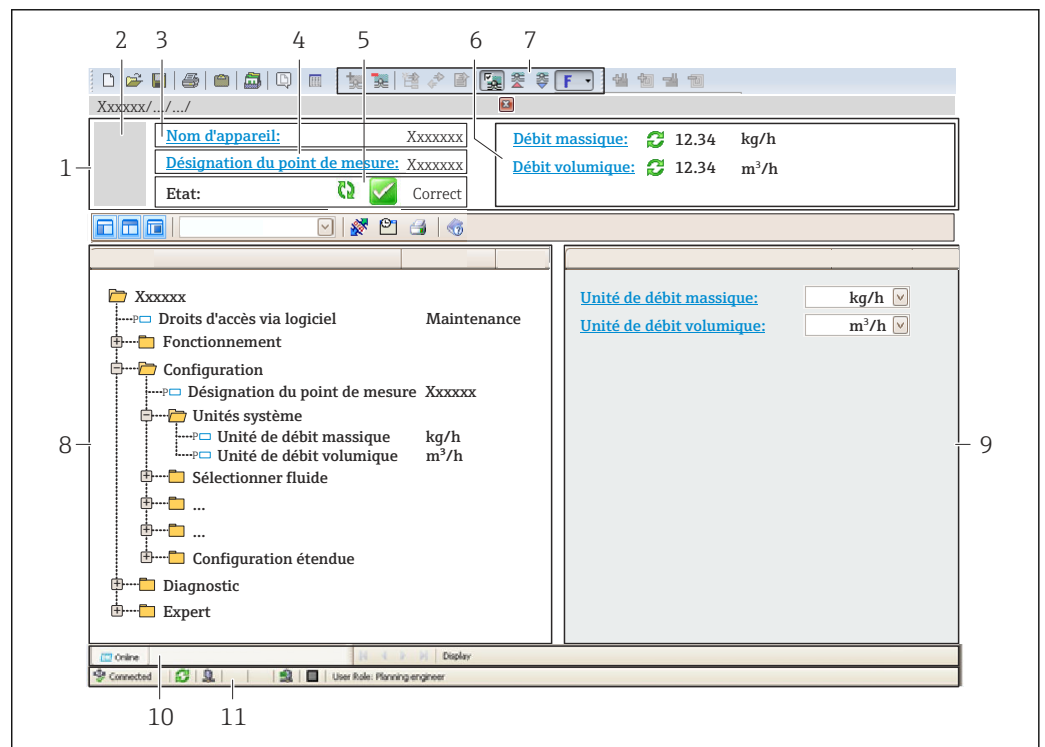 2 3 4 5 6 7
F
Xxxxxx/.../.../
1
Nom d'appareil: Xxxxxxx
Désignation du point de mesure: Xxxxxxx
Etat: Correct
Débit massique: 12.34 kg/h
Débit volumique: 12.34 m³/h
Xxxxxx
P Droits d'accès via logiciel Maintenance
Fonctionnement
Configuration
P Désignation du point de mesure Xxxxxx
Unités système
P Unité de débit massique kg/h
P Unité de débit volumique m³/h
Sélectionner fluide
...
...
Configuration étendue
Diagnostic
Expert
8
Unité de débit massique: kg/h
Unité de débit volumique: m³/h
9
Online Display
Connected User Role: Planning engineer
10 11